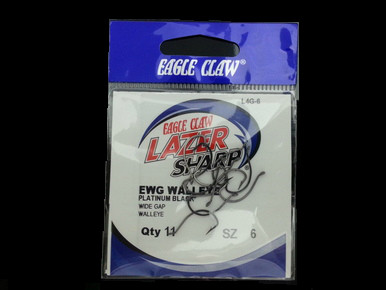 EAGLE CLAW
L4G-6
EAGLE CLAW
LAZER
SHARP
EWG WALLEYE
PLATINUM BLACK
WIDE GAP
WALLEYE
Qty 11 SZ 6